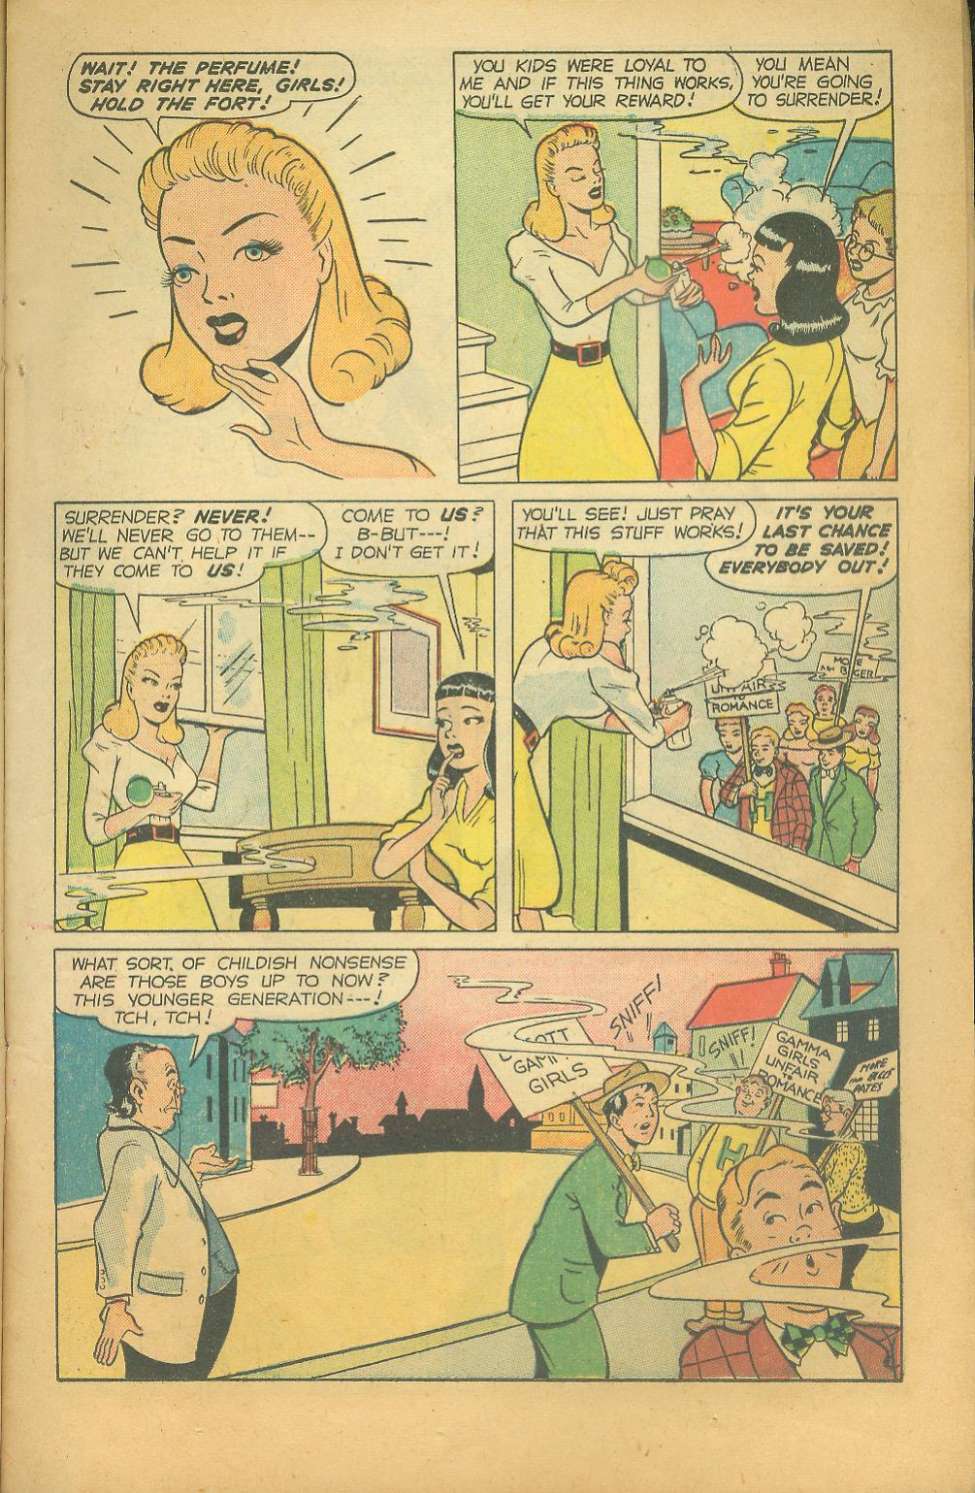 WAIT! THE PERFUME!
STAY RIGHT HERE, GIRLS!
HOLD THE FORT!
YOU KIDS WERE LOYAL TO
ME AND IF THIS THING WORKS,
YOU'LL GET YOUR REWARD!
YOU MEAN
YOU'RE GOING
TO SURRENDER!
SURRENDER? NEVER!
WE'LL NEVER GO TO THEM--
BUT WE CAN'T HELP IT IF
THEY COME TO US!
COME TO US?
B-BUT---!
I DON'T GET IT!
YOU'LL SEE! JUST PRAY
THAT THIS STUFF WORKS!
IT'S YOUR
LAST CHANCE
TO BE SAVED!
EVERYBODY OUT!
UNFAIR
TO
ROMANCE
MORE
H
WHAT SORT OF CHILDISH NONSENSE
ARE THOSE BOYS UP TO NOW?
THIS YOUNGER GENERATION---!
TCH, TCH!
GIRLS
SNIFF!
SNIFF!
GAMMA
GIRLS
UNFAIR
TO
ROMANCE
MORE
DATES
H